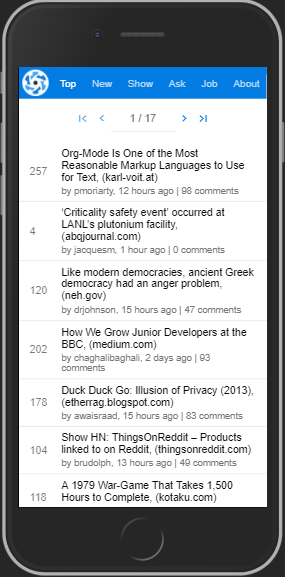 Top New Show Ask Job About
1 / 17
Org-Mode Is One of the Most
Reasonable Markup Languages to Use
257
for Text, (karl-voit.at)
by pmoriarty, 12 hours ago | 98 comments
‘Criticality safety event’ occurred at
LANL’s plutonium facility,
4
(abqjournal.com)
by jacquesm, 1 hour ago | 0 comments
Like modern democracies, ancient Greek
democracy had an anger problem,
120
(neh.gov)
by drjohnson, 15 hours ago | 47 comments
How We Grow Junior Developers at the
BBC, (medium.com)
202
by chaghalibaghali, 2 days ago | 93
comments
Duck Duck Go: Illusion of Privacy (2013),
178
(etherrag.blogspot.com)
by awaisraad, 15 hours ago | 83 comments
Show HN: ThingsOnReddit – Products
104
linked to on Reddit, (thingsonreddit.com)
by brudolph, 13 hours ago | 49 comments
A 1979 War-Game That Takes 1,500
118
Hours to Complete, (kotaku.com)